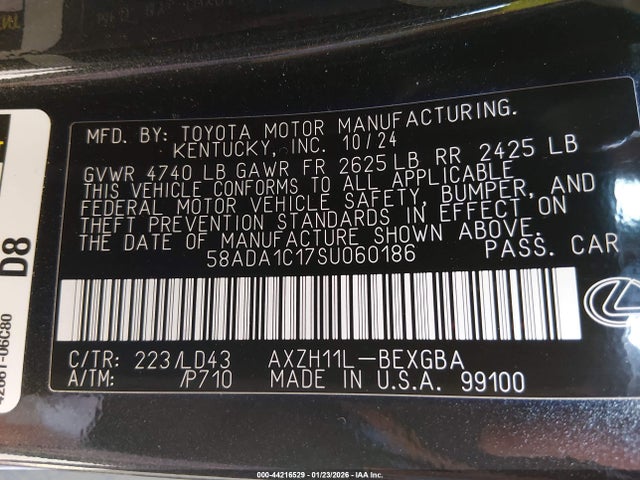 MFD. BY: TOYOTA MOTOR MANUFACTURING.
KENTUCKY, INC. 10/24
GVWR 4740 LB GAWR FR 2625 LB RR 2425 LB
THIS VEHICLE CONFORMS TO ALL APPLICABLE
FEDERAL MOTOR VEHICLE SAFETY, BUMPER, AND
THEFT PREVENTION STANDARDS IN EFFECT ON
THE DATE OF MANUFACTURE SHOWN ABOVE.
58ADA1C17SU060186 PASS. CAR
C/TR: 223/LD43 AXZH11L-BEXGBA
A/TM: /P710 MADE IN U.S.A. 99100
D8
000-44216529 - 01/23/2026 - IAA Inc.